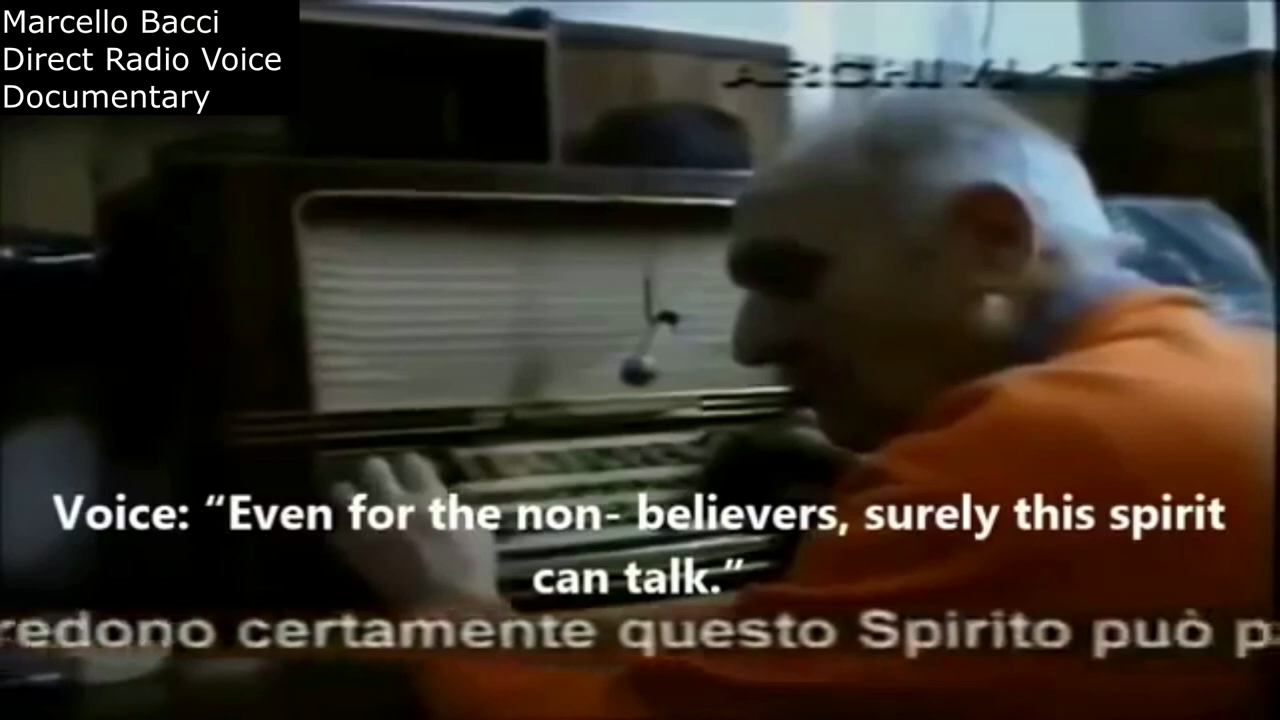 Marcello Bacci
Direct Radio Voice
Documentary
Voice: “Even for the non- believers, surely this spirit
can talk.”
redono certamente questo Spirito può p